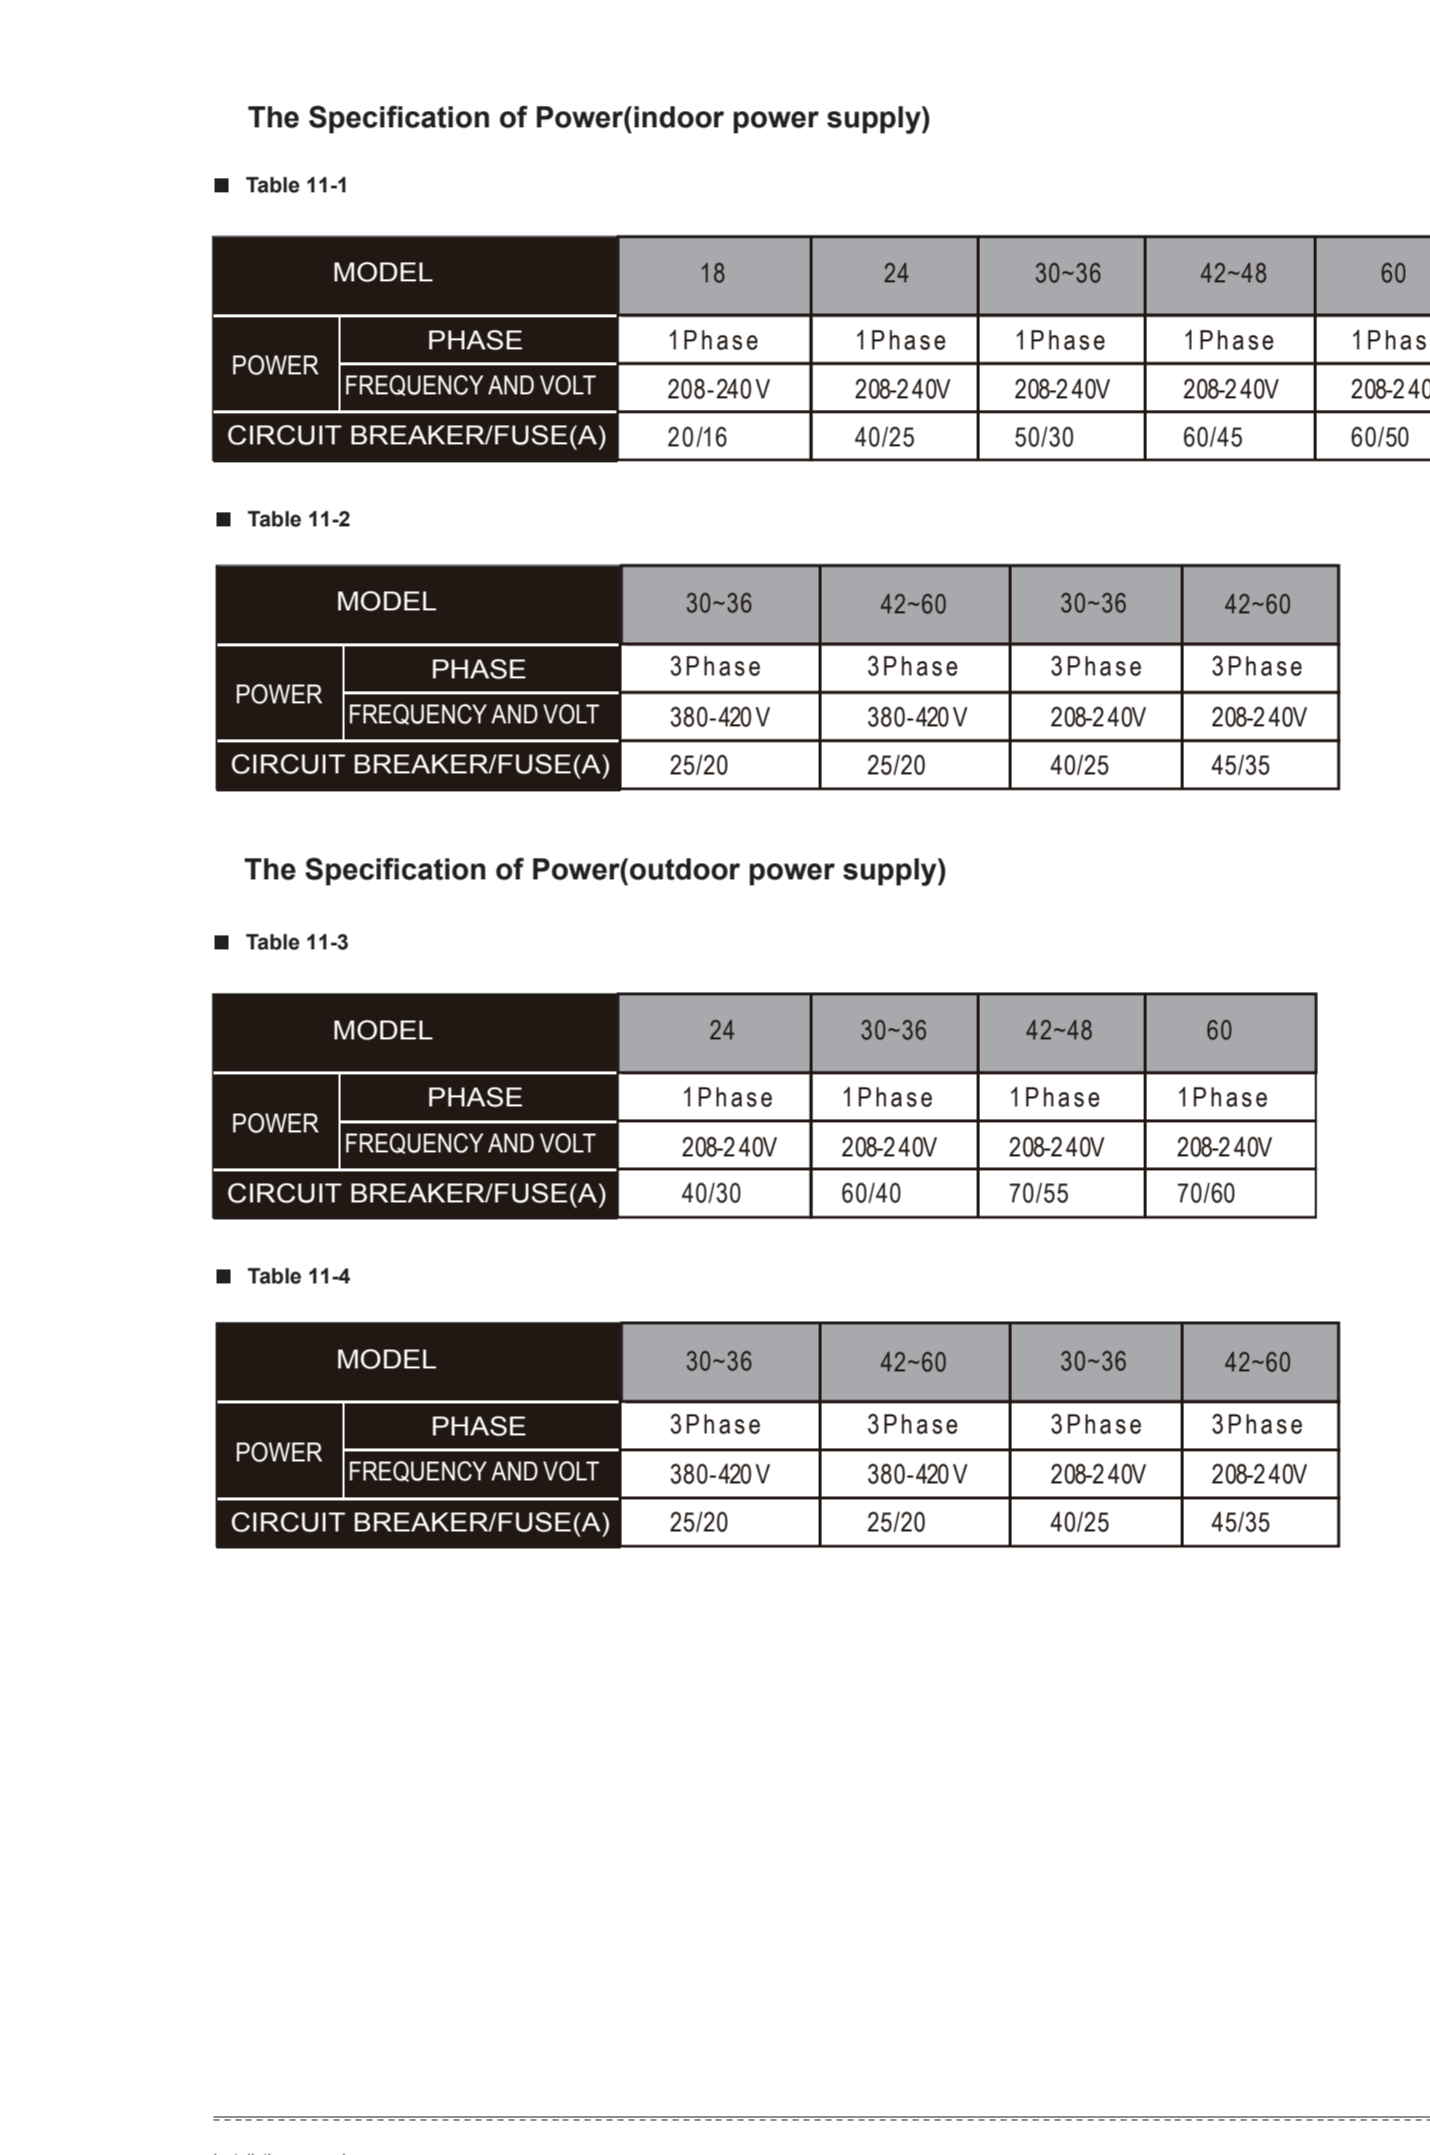 The Specification of Power(indoor power supply)
■ Table 11-1
MODEL 18 24 30~36 42~48 60
POWER PHASE 1Phase 1Phase 1Phase 1Phase 1Phas
FREQUENCY AND VOLT 208-240V 208-240V 208-240V 208-240V 208-240
CIRCUIT BREAKER/FUSE(A) 20/16 40/25 50/30 60/45 60/50
■ Table 11-2
MODEL 30~36 42~60 30~36 42~60
POWER PHASE 3Phase 3Phase 3Phase 3Phase
FREQUENCY AND VOLT 380-420V 380-420V 208-240V 208-240V
CIRCUIT BREAKER/FUSE(A) 25/20 25/20 40/25 45/35
The Specification of Power(outdoor power supply)
■ Table 11-3
MODEL 24 30~36 42~48 60
POWER PHASE 1Phase 1Phase 1Phase 1Phase
FREQUENCY AND VOLT 208-240V 208-240V 208-240V 208-240V
CIRCUIT BREAKER/FUSE(A) 40/30 60/40 70/55 70/60
■ Table 11-4
MODEL 30~36 42~60 30~36 42~60
POWER PHASE 3Phase 3Phase 3Phase 3Phase
FREQUENCY AND VOLT 380-420V 380-420V 208-240V 208-240V
CIRCUIT BREAKER/FUSE(A) 25/20 25/20 40/25 45/35